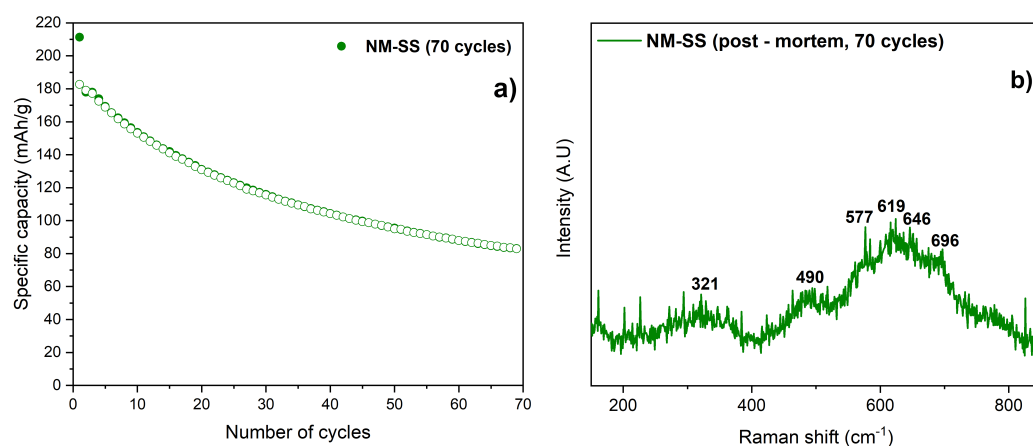 220
200
180
160
140
120
100
80
60
40
20
0
0 10 20 30 40 50 60 70
Specific capacity (mAh/g)
Number of cycles
NM-SS (70 cycles)
a)
NM-SS (post - mortem, 70 cycles)
b)
Intensity (A.U)
321
490
577
619
646
696
200 400 600 800
Raman shift (cm⁻¹)